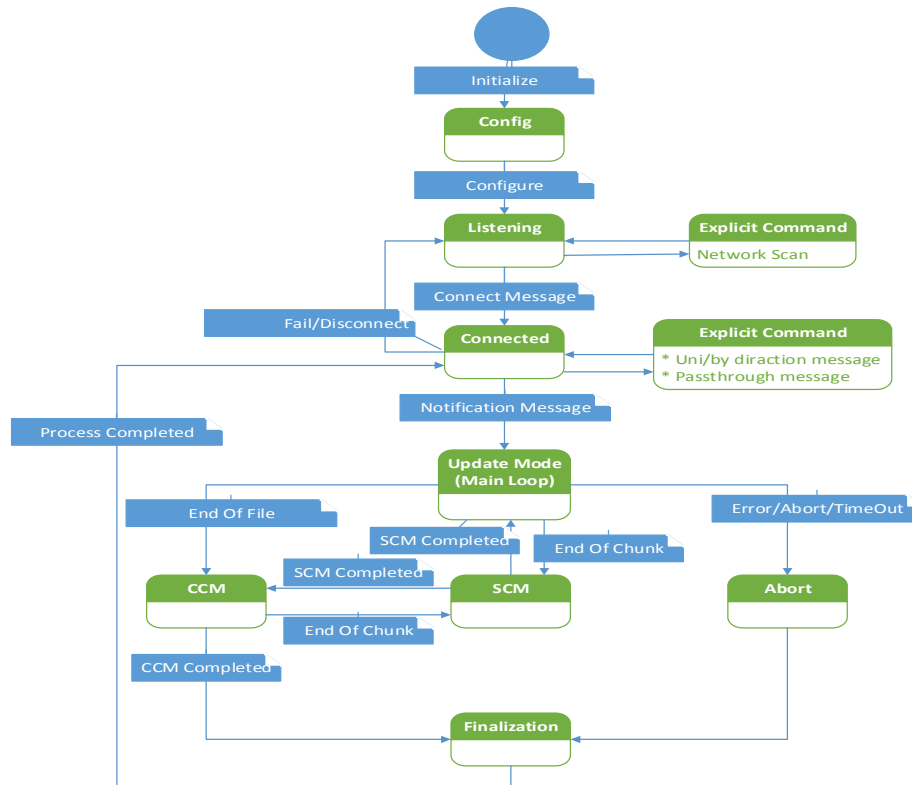 Initialize
Config
Configure
Listening
Explicit Command
Network Scan
Connect Message
Fail/Disconnect
Connected
Explicit Command
* Uni/by diraction message
* Passthrough message
Notification Message
Process Completed
Update Mode
(Main Loop)
End Of File
Error/Abort/TimeOut
SCM Completed
End Of Chunk
SCM Completed
CCM
SCM
Abort
End Of Chunk
CCM Completed
Finalization